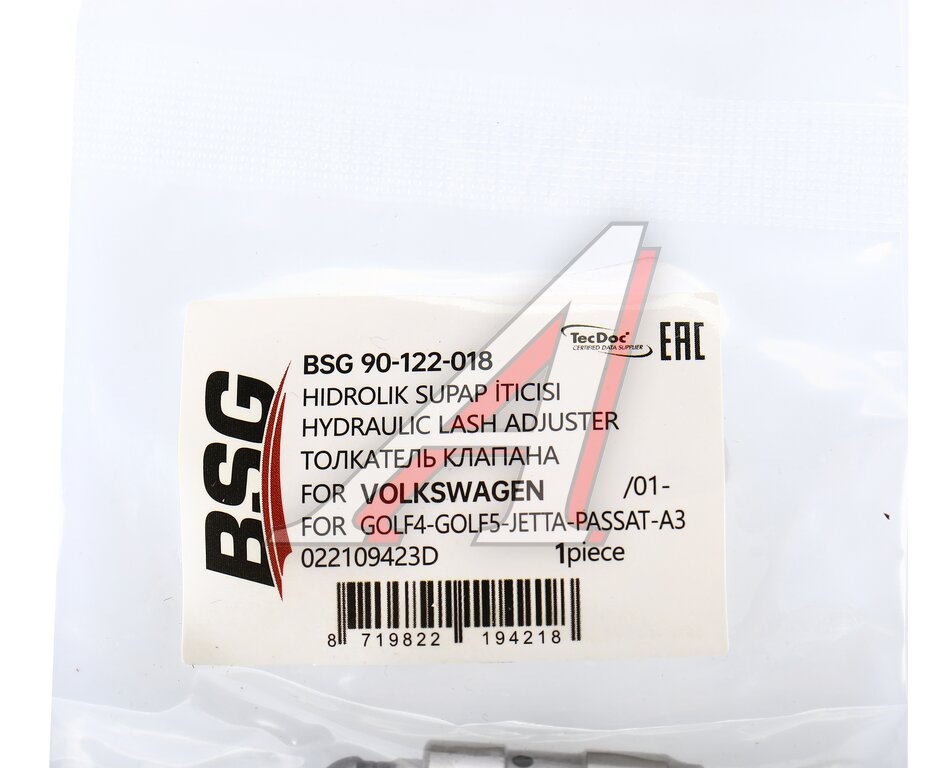 BSG
TecDoc
CERTIFIED DATA SUPPLIER
EAC
BSG 90-122-018
HIDROLIK SUPAP İTICISI
HYDRAULIC LASH ADJUSTER
ТОЛКАТЕЛЬ КЛАПАНА
FOR VOLKSWAGEN /01-
FOR GOLF4-GOLF5-JETTA-PASSAT-A3
022109423D 1piece
8 719822 194218